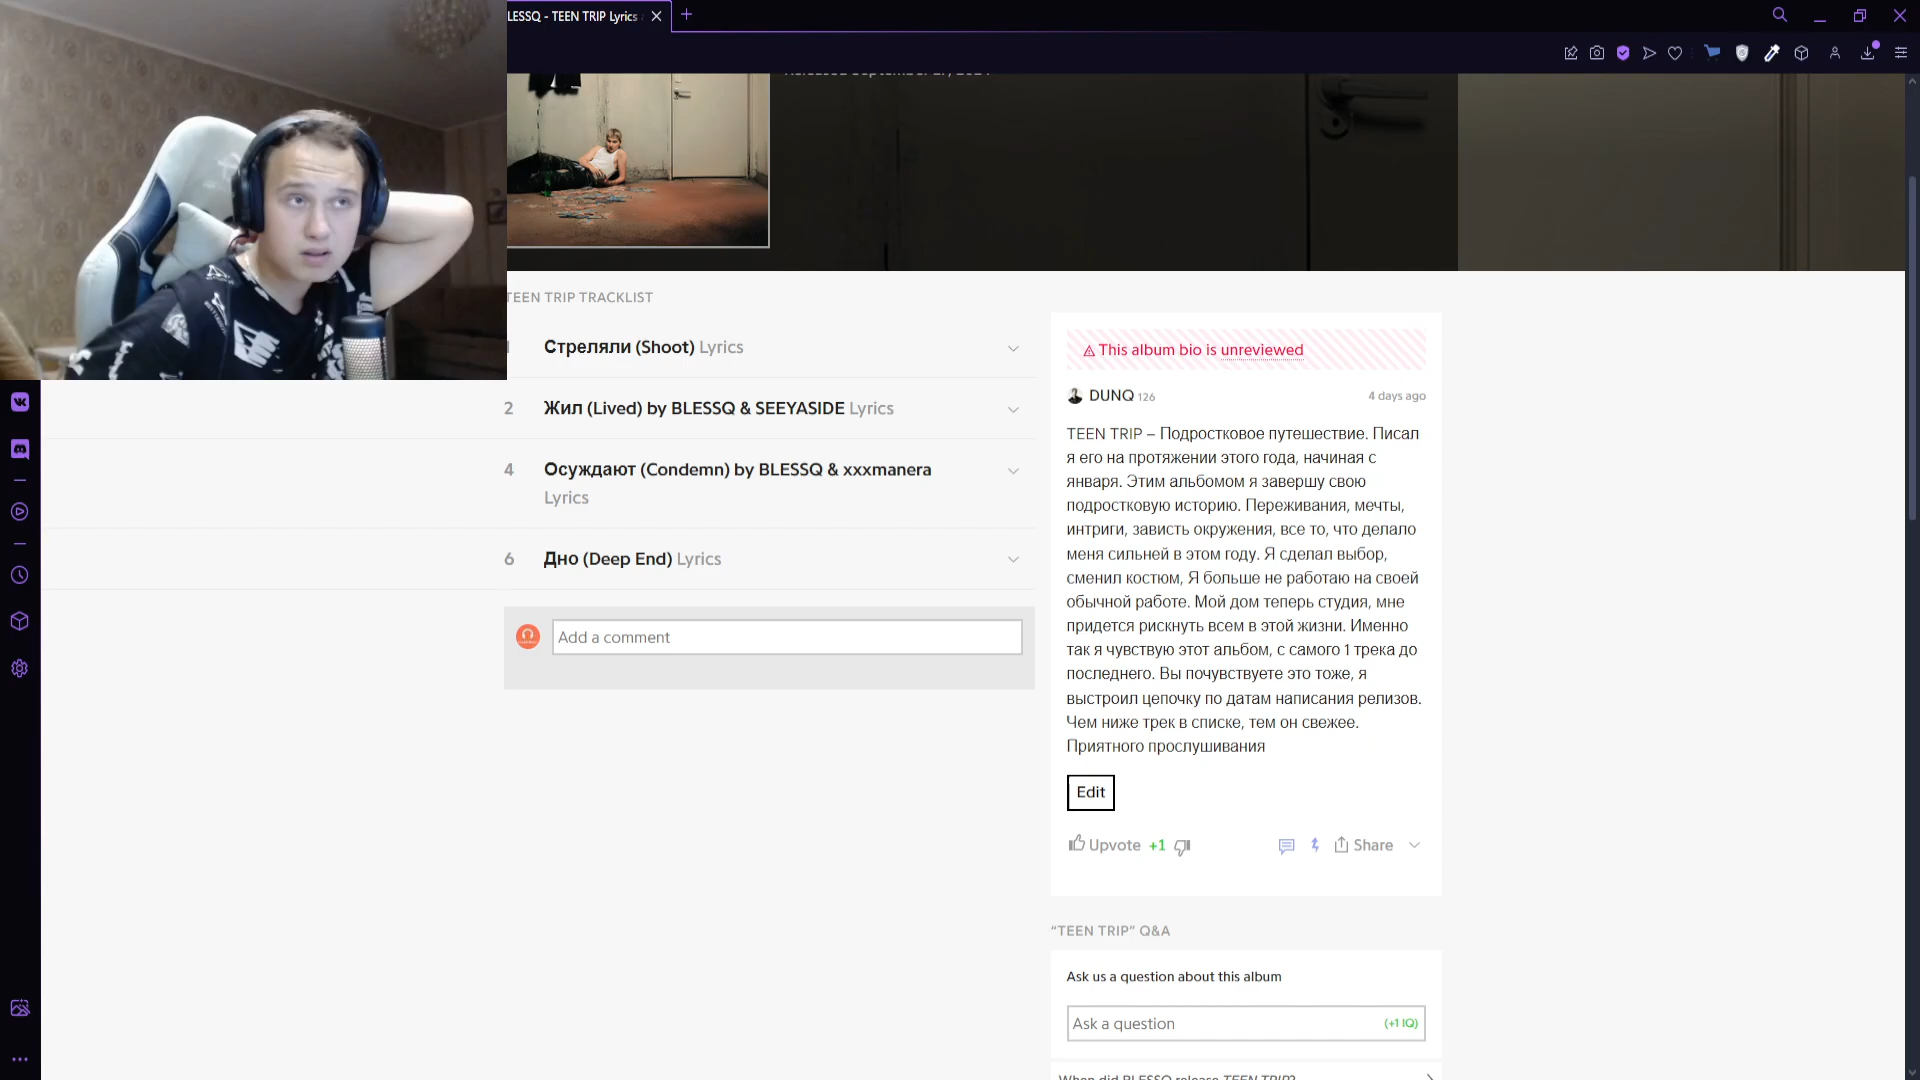 LESSQ - TEEN TRIP Lyrics
TEEN TRIP TRACKLIST
Стреляли (Shoot) Lyrics
2 Жил (Lived) by BLESSQ & SEEYASIDE Lyrics
4 Осуждают (Condemn) by BLESSQ & xxxmanera
Lyrics
6 Дно (Deep End) Lyrics
Add a comment
This album bio is unreviewed
DUNQ 126 4 days ago
TEEN TRIP – Подростковое путешествие. Писал
я его на протяжении этого года, начиная с
января. Этим альбомом я завершу свою
подростковую историю. Переживания, мечты,
интриги, зависть окружения, все то, что делало
меня сильней в этом году. Я сделал выбор,
сменил костюм, Я больше не работаю на своей
обычной работе. Мой дом теперь студия, мне
придется рискнуть всем в этой жизни. Именно
так я чувствую этот альбом, с самого 1 трека до
последнего. Вы почувствуете это тоже, я
выстроил цепочку по датам написания релизов.
Чем ниже трек в списке, тем он свежее.
Приятного прослушивания
Edit
Upvote +1 Share
“TEEN TRIP” Q&A
Ask us a question about this album
Ask a question (+1 IQ)
When did BLESSQ release TEEN TRIP?